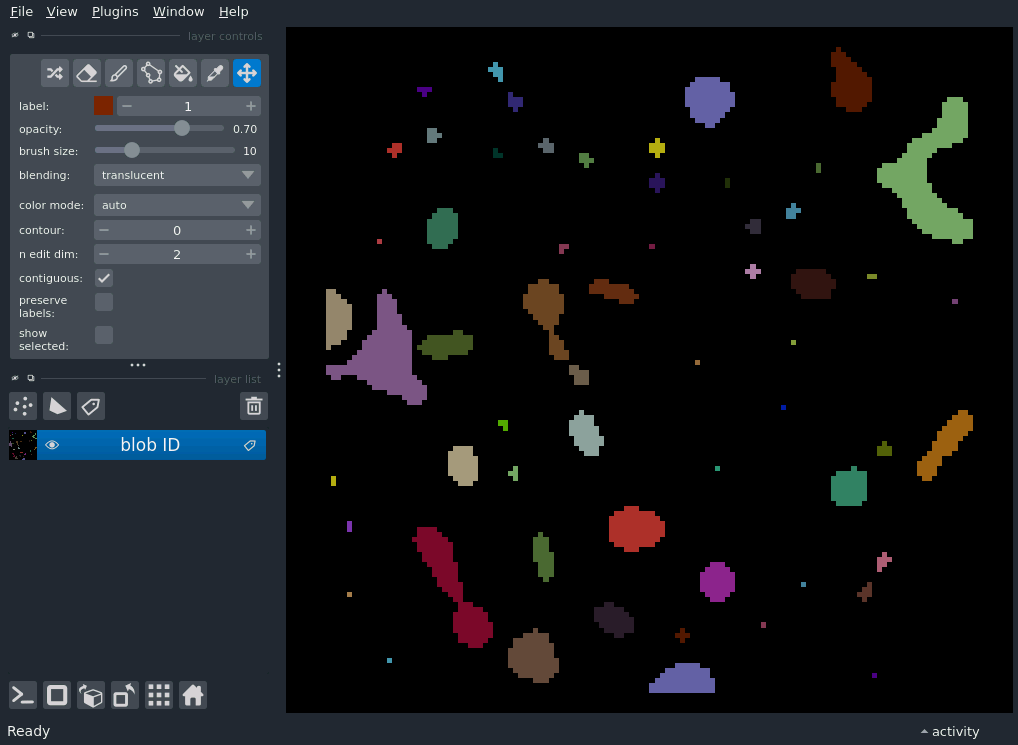 File View Plugins Window Help
layer controls
label: 1
opacity: 0.70
brush size: 10
blending: translucent
color mode: auto
contour: 0
n edit dim: 2
contiguous:
preserve
labels:
show
selected:
layer list
blob ID
Ready
activity